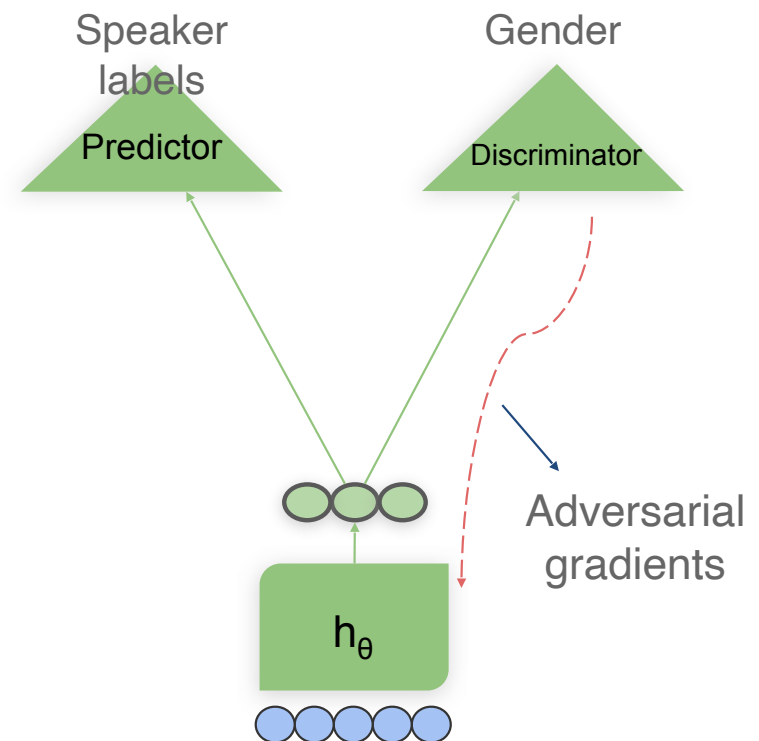 Speaker
labels
Gender
Predictor
Discriminator
Adversarial
gradients
hθ